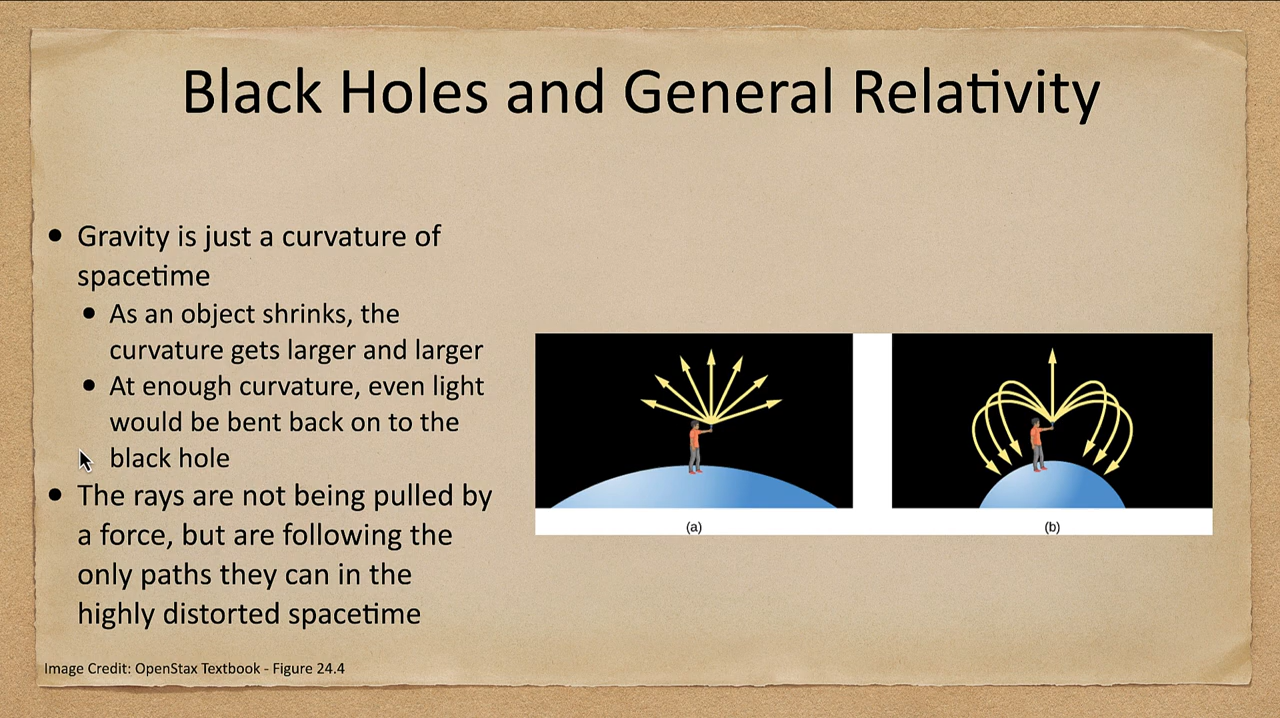 Black Holes and General Relativity
• Gravity is just a curvature of
spacetime
• As an object shrinks, the
curvature gets larger and larger
• At enough curvature, even light
would be bent back on to the
black hole
• The rays are not being pulled by
a force, but are following the
only paths they can in the
highly distorted spacetime
(a)
(b)
Image Credit: OpenStax Textbook - Figure 24.4